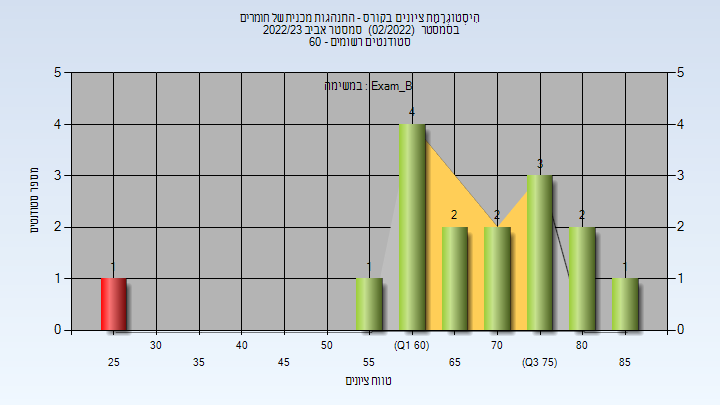 היסטוגרמת ציונים בקורס - התנהגות מכנית של חומרים
בסמסטר (02/2022) סמסטר אביב 2022/23
סטודנטים רשומים - 60
במשימה : Exam_B
מספר סטודנטים
5 5
4 4
3 3
2 2
1 1
0 0
1 1 4 2 2 3 2 1
30 40 50 (Q1 60) 70 80
25 35 45 55 65 (Q3 75) 85
טווח ציונים